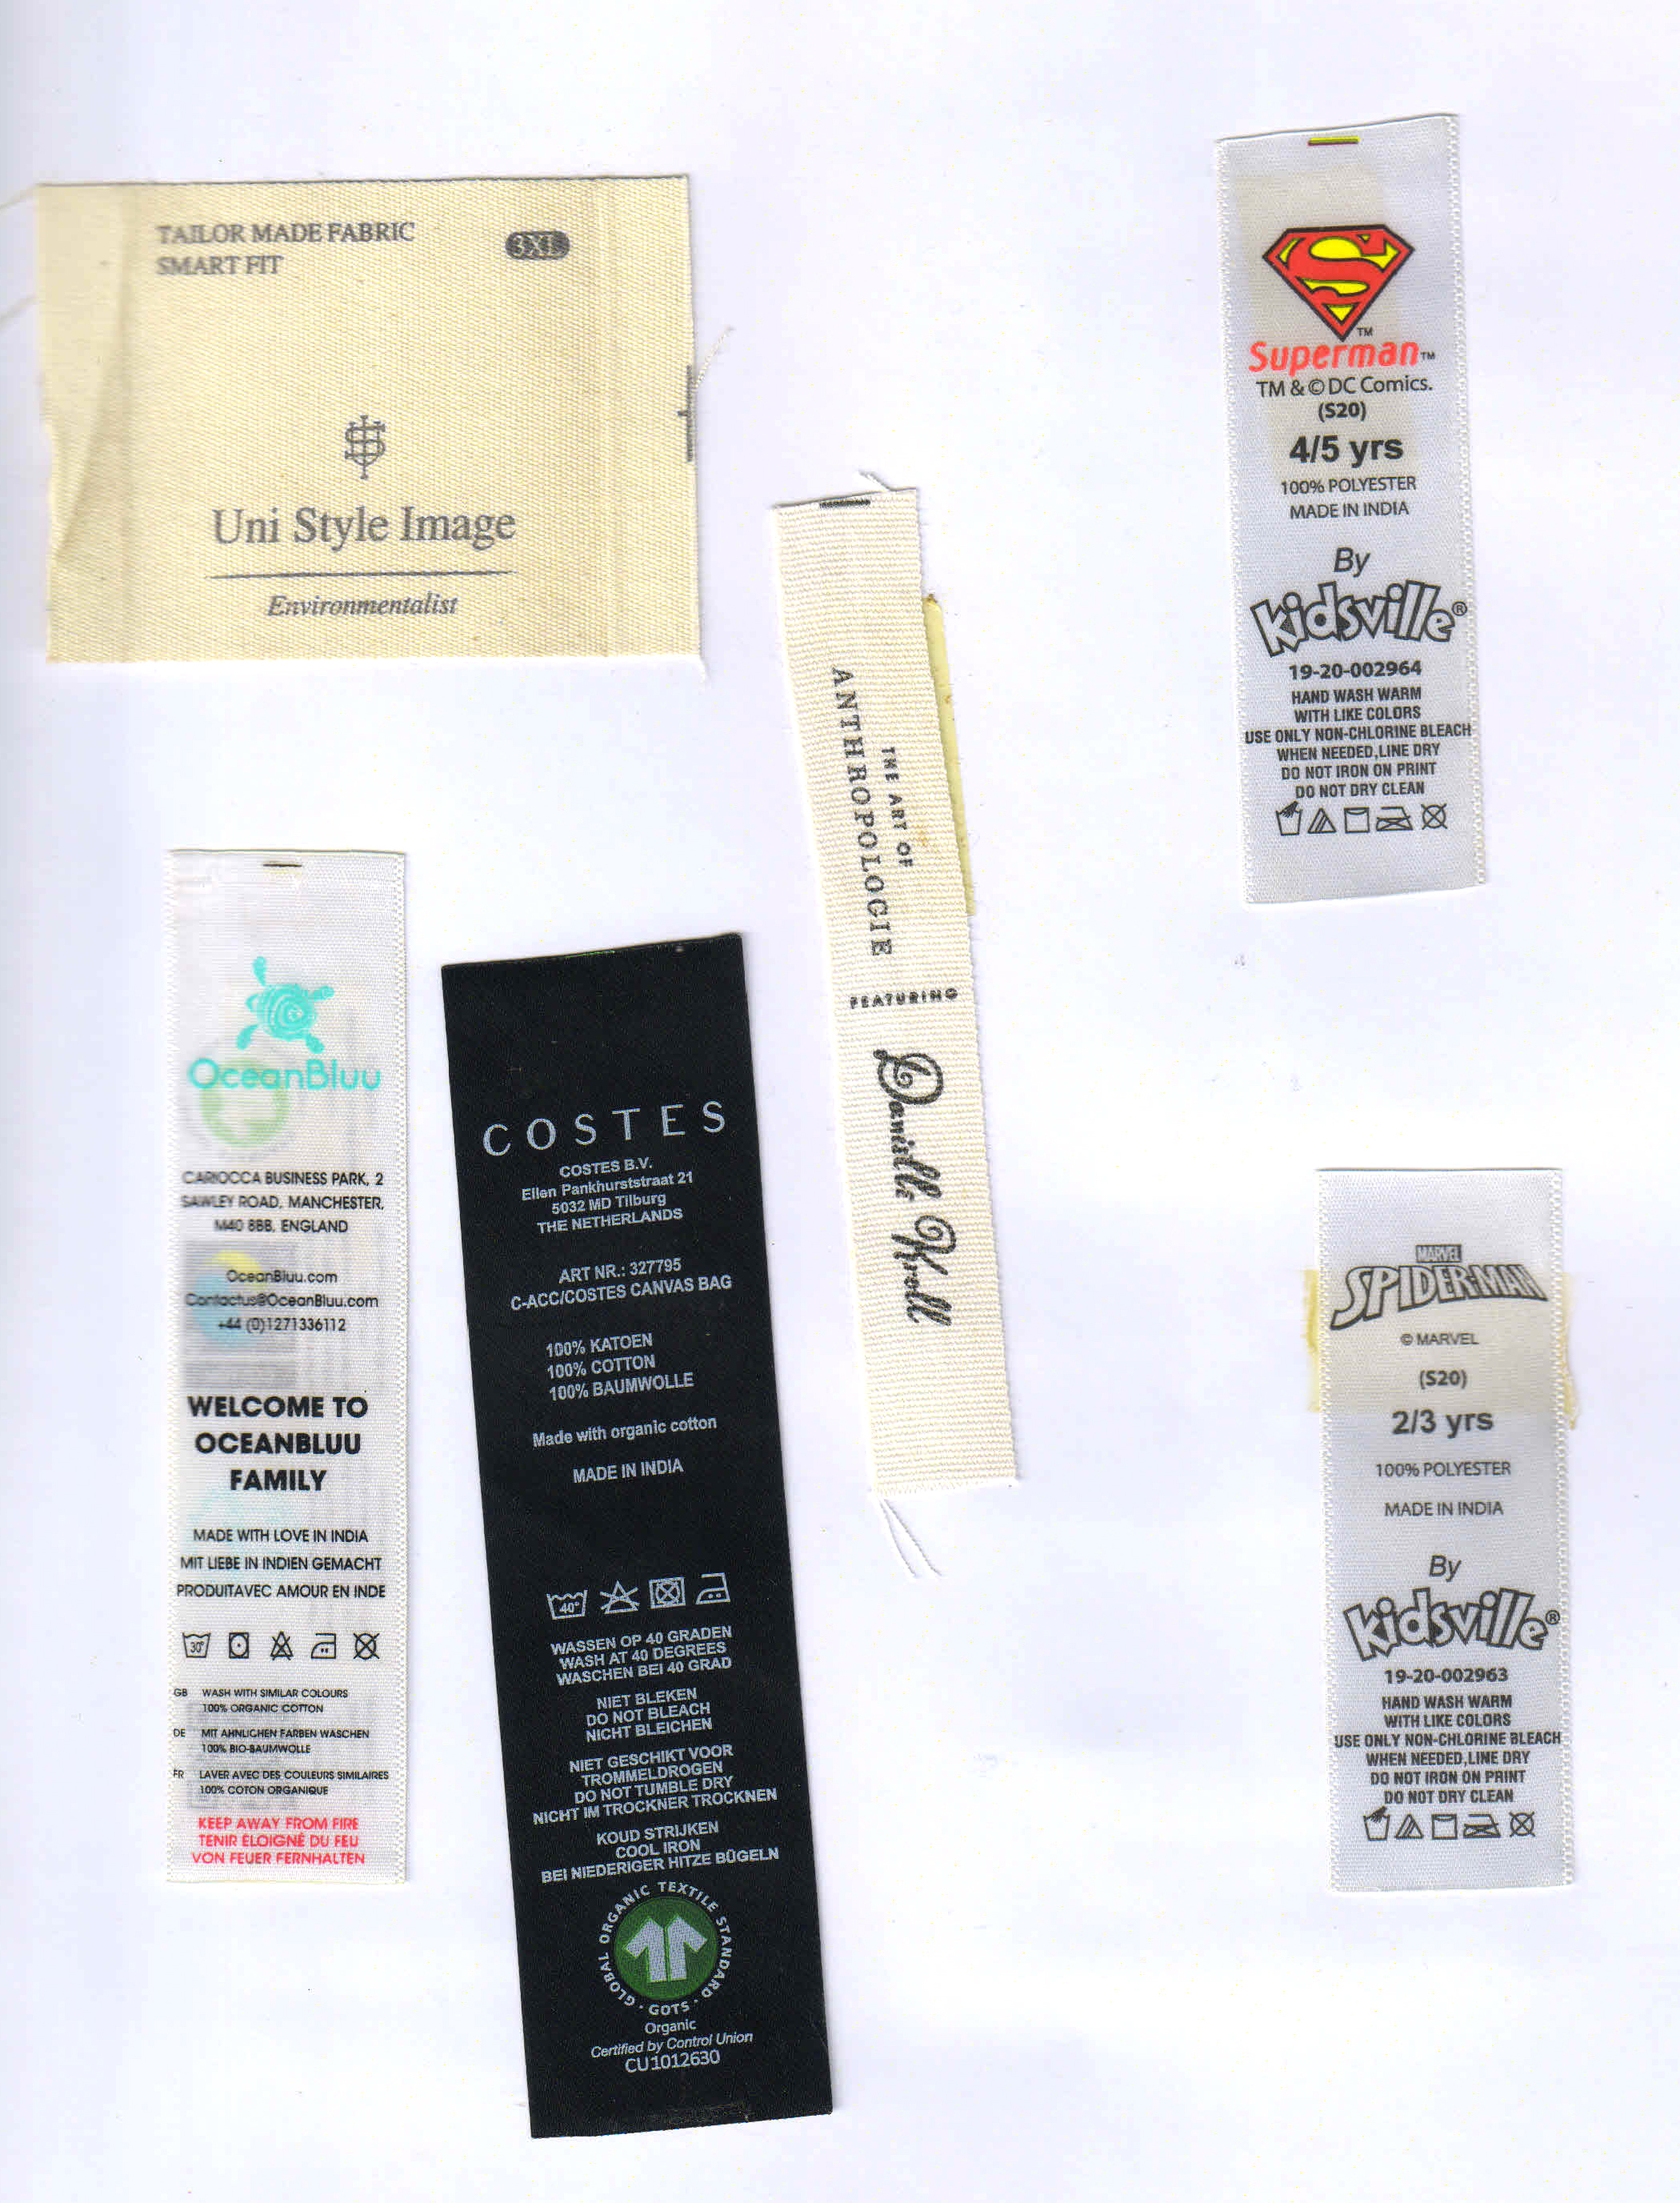 TAILOR MADE FABRIC
SMART FIT
3XL
Uni Style Image
Environmentalist
Superman™
TM & © DC Comics.
(S20)
4/5 yrs
100% POLYESTER
MADE IN INDIA
By
Kidsville®
19-20-002964
HAND WASH WARM
WITH LIKE COLORS
USE ONLY NON-CHLORINE BLEACH
WHEN NEEDED,LINE DRY
DO NOT IRON ON PRINT
DO NOT DRY CLEAN
THE ART OF
ANTHROPOLOGIE
FEATURING
Danielle Kroll
OceanBluu
CARIOCCA BUSINESS PARK, 2
SAWLEY ROAD, MANCHESTER,
M40 8BB, ENGLAND
OceanBluu.com
Contactus@OceanBluu.com
+44 (0)1271336112
WELCOME TO
OCEANBLUU
FAMILY
MADE WITH LOVE IN INDIA
MIT LIEBE IN INDIEN GEMACHT
PRODUITAVEC AMOUR EN INDE
30°
GB WASH WITH SIMILAR COLOURS
100% ORGANIC COTTON
DE MIT AHNLICHEN FARBEN WASCHEN
100% BIO-BAUMWOLLE
FR LAVER AVEC DES COULEURS SIMILAIRES
100% COTON ORGANIQUE
KEEP AWAY FROM FIRE
TENIR ELOIGNÉ DU FEU
VON FEUER FERNHALTEN
COSTES
COSTES B.V.
Ellen Pankhurststraat 21
5032 MD Tilburg
THE NETHERLANDS
ART NR.: 327795
C-ACC/COSTES CANVAS BAG
100% KATOEN
100% COTTON
100% BAUMWOLLE
Made with organic cotton
MADE IN INDIA
40°
WASSEN OP 40 GRADEN
WASH AT 40 DEGREES
WASCHEN BEI 40 GRAD
NIET BLEKEN
DO NOT BLEACH
NICHT BLEICHEN
NIET GESCHIKT VOOR
TROMMELDROGEN
DO NOT TUMBLE DRY
NICHT IM TROCKNER TROCKNEN
KOUD STRIJKEN
COOL IRON
BEI NIEDERIGER HITZE BÜGELN
GLOBAL ORGANIC TEXTILE STANDARD
· GOTS ·
Organic
Certified by Control Union
CU1012630
MARVEL
SPIDER-MAN
© MARVEL
(S20)
2/3 yrs
100% POLYESTER
MADE IN INDIA
By
Kidsville®
19-20-002963
HAND WASH WARM
WITH LIKE COLORS
USE ONLY NON-CHLORINE BLEACH
WHEN NEEDED,LINE DRY
DO NOT IRON ON PRINT
DO NOT DRY CLEAN